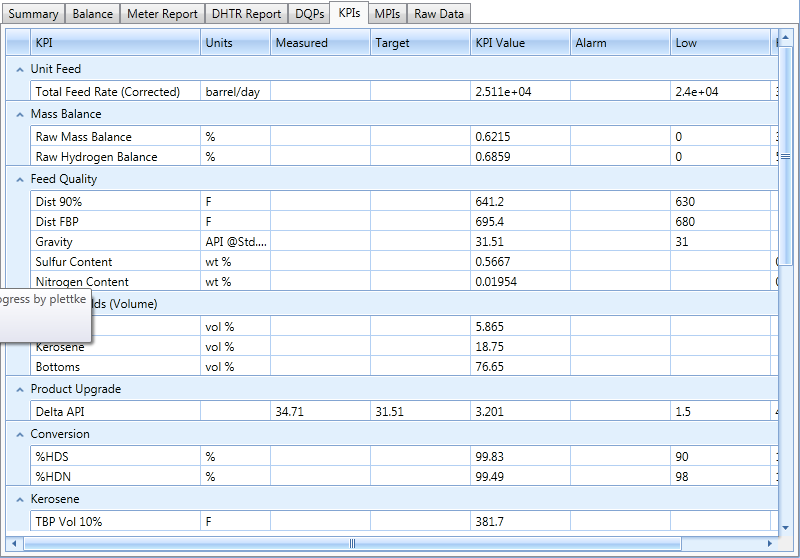 Summary Balance Meter Report DHTR Report DQPs KPIs MPIs Raw Data
KPI Units Measured Target KPI Value Alarm Low
Unit Feed
Total Feed Rate (Corrected) barrel/day 2.511e+04 2.4e+04
Mass Balance
Raw Mass Balance % 0.6215 0
Raw Hydrogen Balance % 0.6859 0
Feed Quality
Dist 90% F 641.2 630
Dist FBP F 695.4 680
Gravity API @Std.... 31.51 31
Sulfur Content wt % 0.5667
Nitrogen Content wt % 0.01954
ogress by plettke
lds (Volume)
vol % 5.865
Kerosene vol % 18.75
Bottoms vol % 76.65
Product Upgrade
Delta API 34.71 31.51 3.201 1.5
Conversion
%HDS % 99.83 90
%HDN % 99.49 98
Kerosene
TBP Vol 10% F 381.7